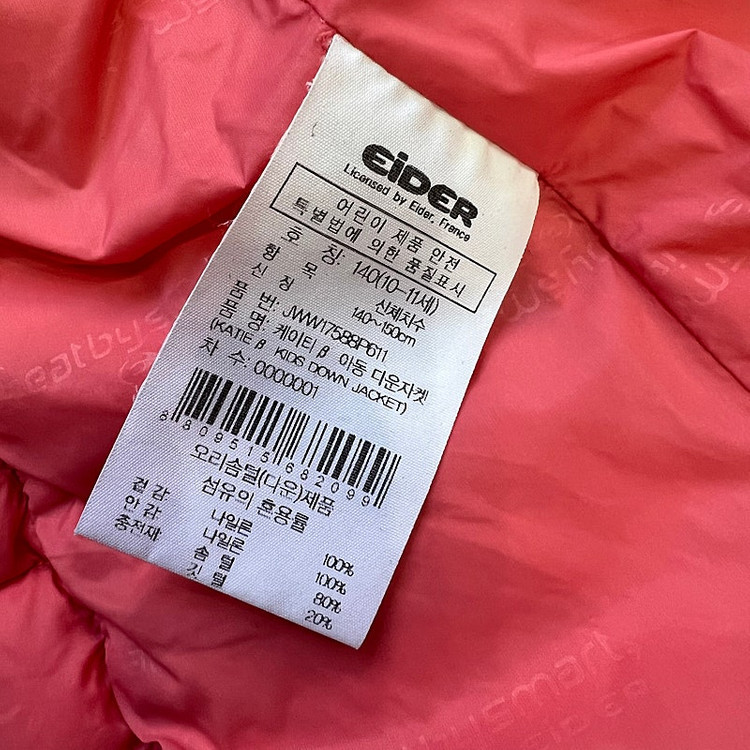 EiDER
Licensed by Eider, France
어린이 제품 안전
특별법에 의한 품질표시
호 칭: 140(10~11세)
항 목 신체치수
신 장 140~150cm
품 번: JWW17588P611
품 명: 케이티 β 아동 다운자켓
(KATIE β KIDS DOWN JACKET)
차 수: 0000001
8809515682099
오리솜털(다운)제품
섬유의 혼용률
겉 감 나일론 100%
안 감 나일론 100%
충전재 솜 털 80%
깃 털 20%